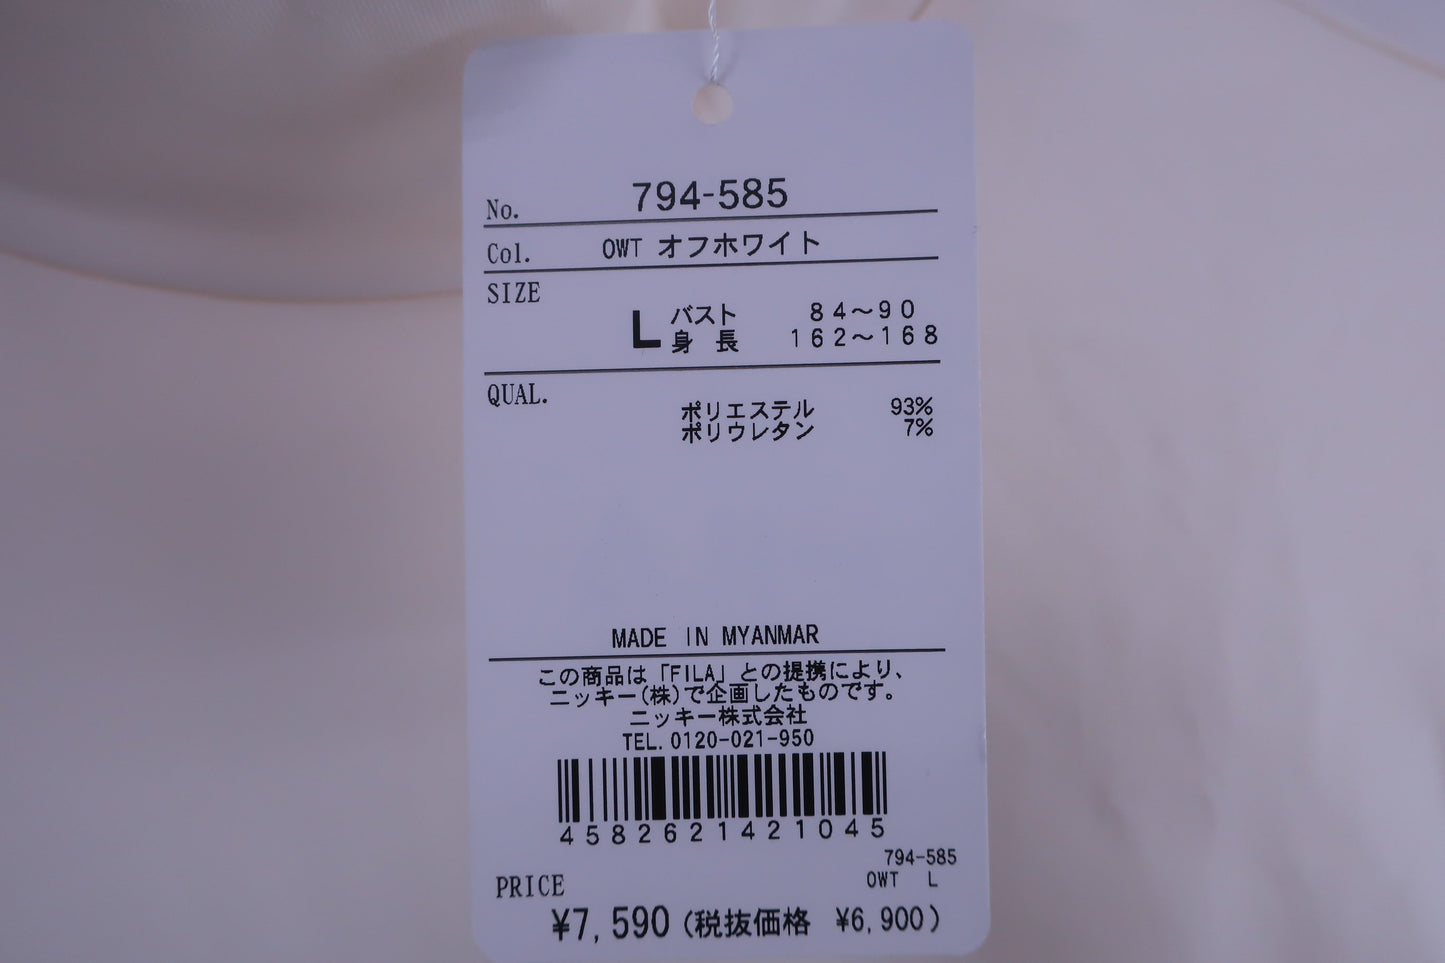 No. 794-585
Col. OWT オフホワイト
SIZE
L バスト 84〜90
身長 162〜168
QUAL.
ポリエステル 93%
ポリウレタン 7%
MADE IN MYANMAR
この商品は「FILA」との提携により、
ニッキー(株)で企画したものです。
ニッキー株式会社
TEL. 0120-021-950
4582621421045
794-585
OWT L
PRICE
¥7,590 (税抜価格 ¥6,900)